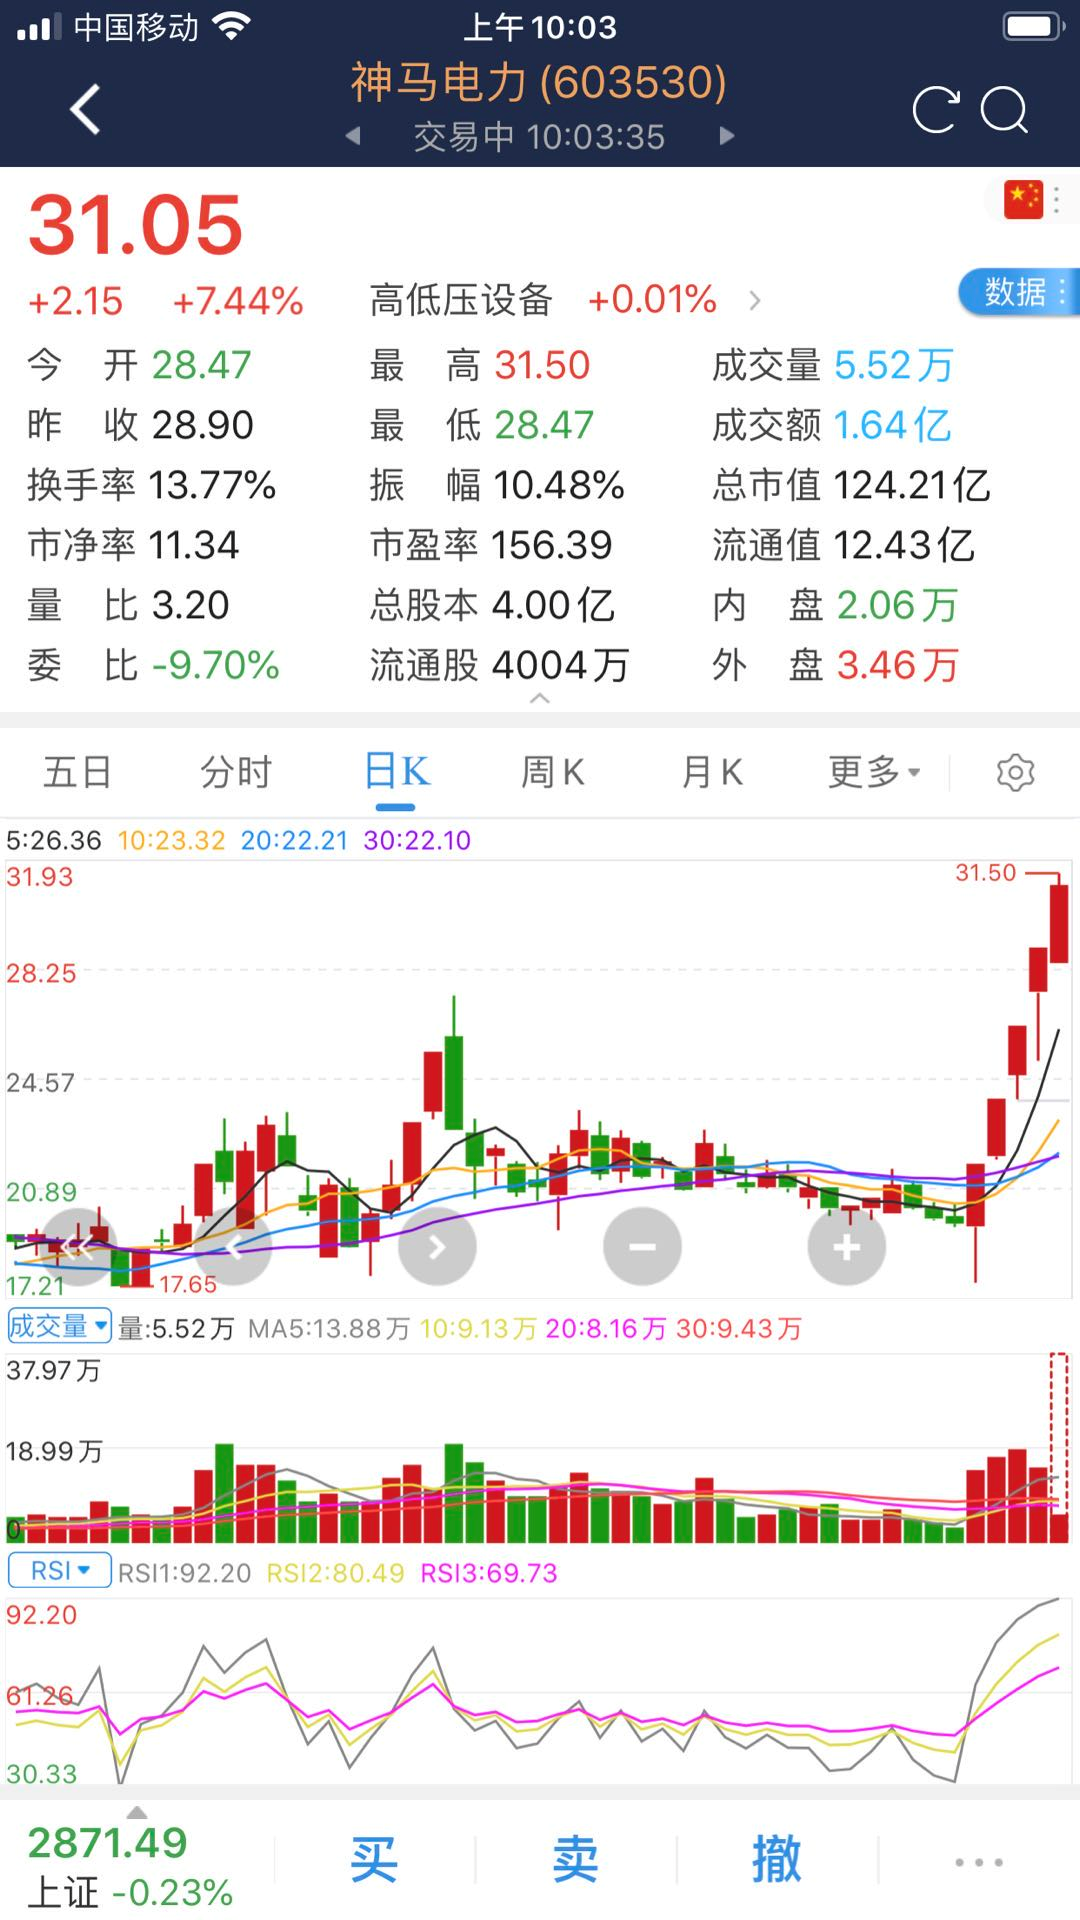 中国移动 上午10:03
神马电力 (603530)
交易中 10:03:35
31.05
+2.15 +7.44% 高低压设备 +0.01% 数据
今开 28.47 最高 31.50 成交量 5.52万
昨收 28.90 最低 28.47 成交额 1.64亿
换手率 13.77% 振幅 10.48% 总市值 124.21亿
市净率 11.34 市盈率 156.39 流通值 12.43亿
量比 3.20 总股本 4.00亿 内盘 2.06万
委比 -9.70% 流通股 4004万 外盘 3.46万
五日 分时 日K 周K 月K 更多
5:26.36 10:23.32 20:22.21 30:22.10
31.93 31.50
28.25
24.57
20.89
17.21 17.65
成交量 量:5.52万 MA5:13.88万 10:9.13万 20:8.16万 30:9.43万
37.97万
18.99万
0
RSI RSI1:92.20 RSI2:80.49 RSI3:69.73
92.20
61.26
30.33
2871.49 买 卖 撤
上证 -0.23%